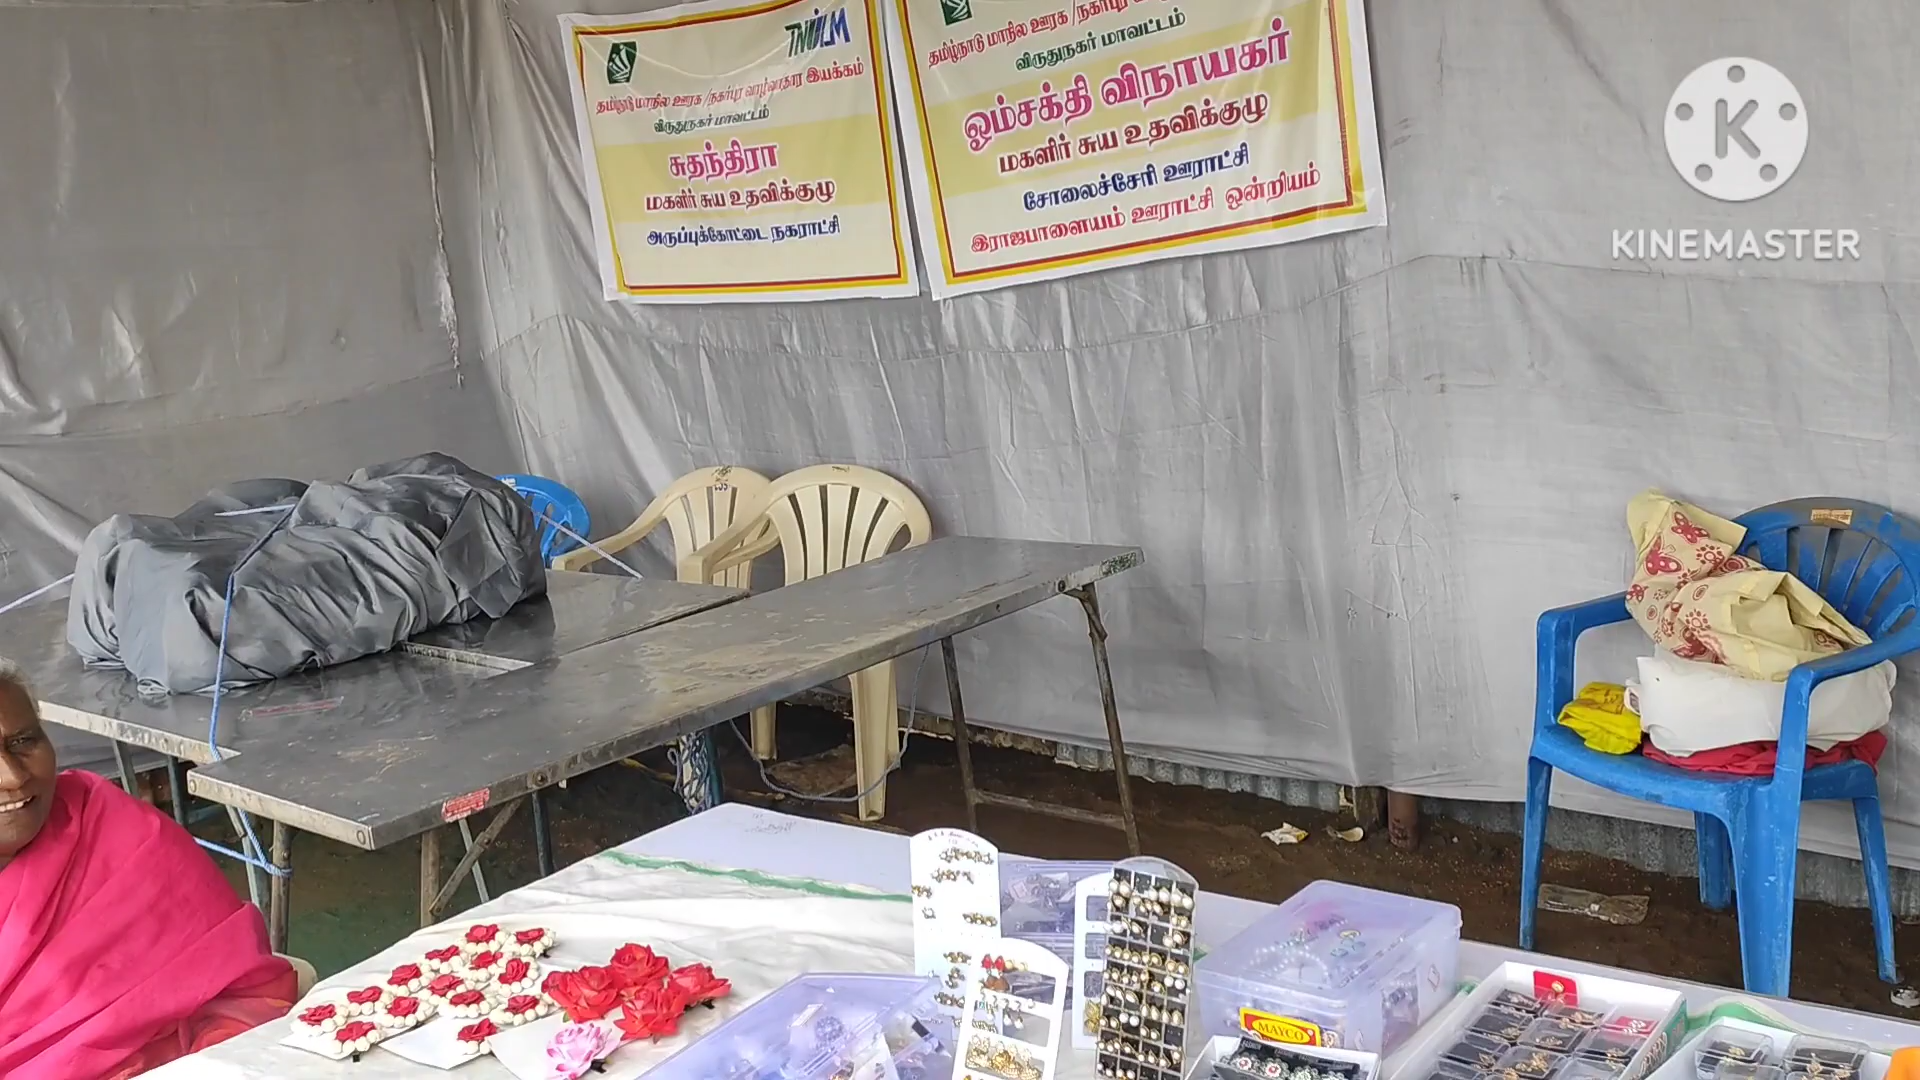 TNULM
தமிழ்நாடு மாநில ஊரக /நகர்புர வாழ்வாதார இயக்கம்
விருதுநகர் மாவட்டம்
சுதந்திரா
மகளிர் சுய உதவிக்குழு
அருப்புக்கோட்டை நகராட்சி
தமிழ்நாடு மாநில ஊரக /நகர்புர
விருதுநகர் மாவட்டம்
ஓம்சக்தி விநாயகர்
மகளிர் சுய உதவிக்குழு
சோலைச்சேரி ஊராட்சி
இராஜபாளையம் ஊராட்சி ஒன்றியம்
K
KINEMASTER
MAYCO